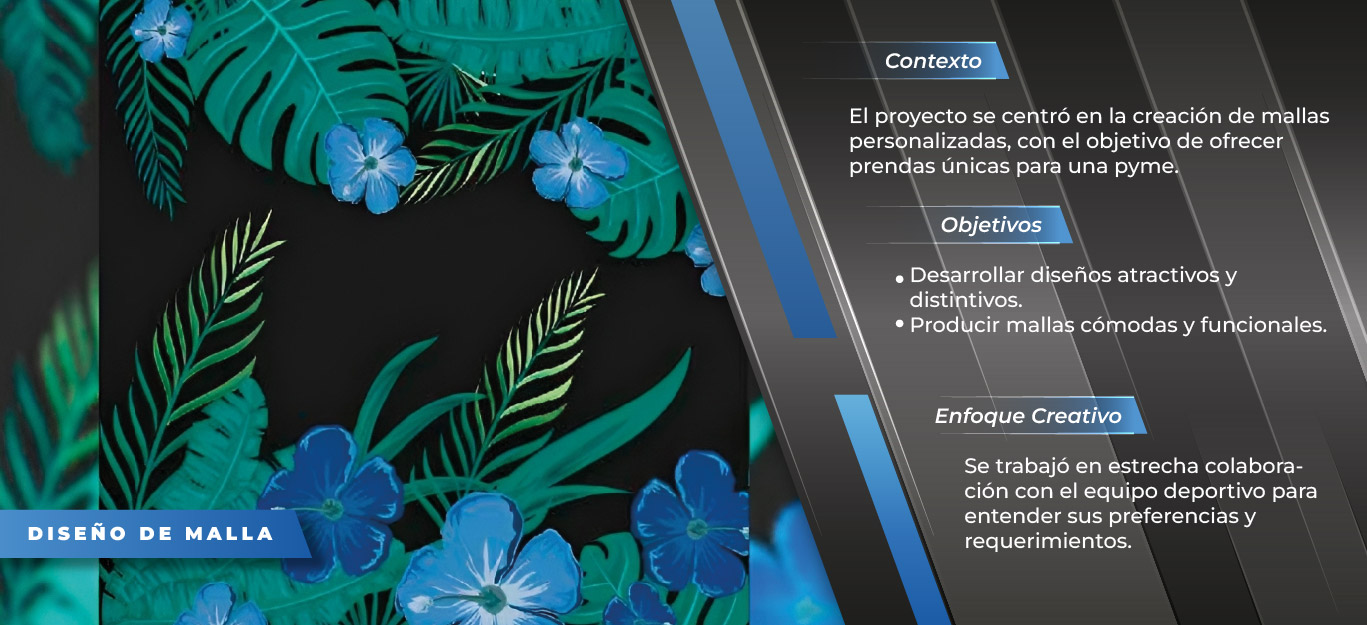 Contexto
El proyecto se centró en la creación de mallas
personalizadas, con el objetivo de ofrecer
prendas únicas para una pyme.
Objetivos
• Desarrollar diseños atractivos y
distintivos.
• Producir mallas cómodas y funcionales.
Enfoque Creativo
Se trabajó en estrecha colabora-
ción con el equipo deportivo para
entender sus preferencias y
requerimientos.
DISEÑO DE MALLA